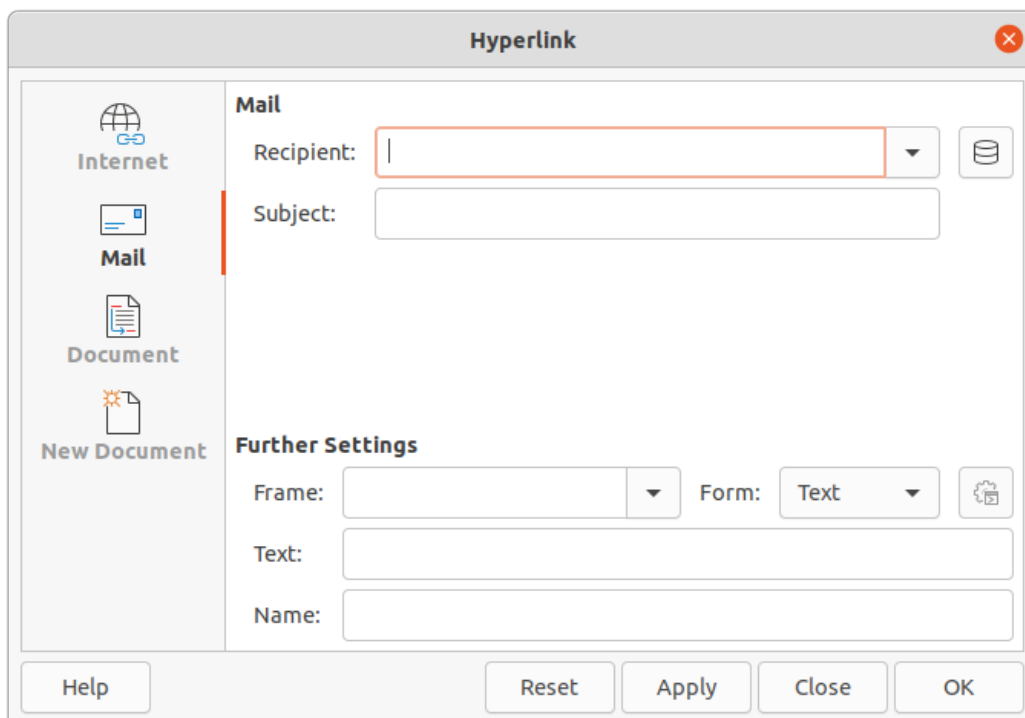 Hyperlink
Internet
Mail
Document
New Document
Mail
Recipient:
Subject:
Further Settings
Frame:
Form: Text
Text:
Name:
Help Reset Apply Close OK